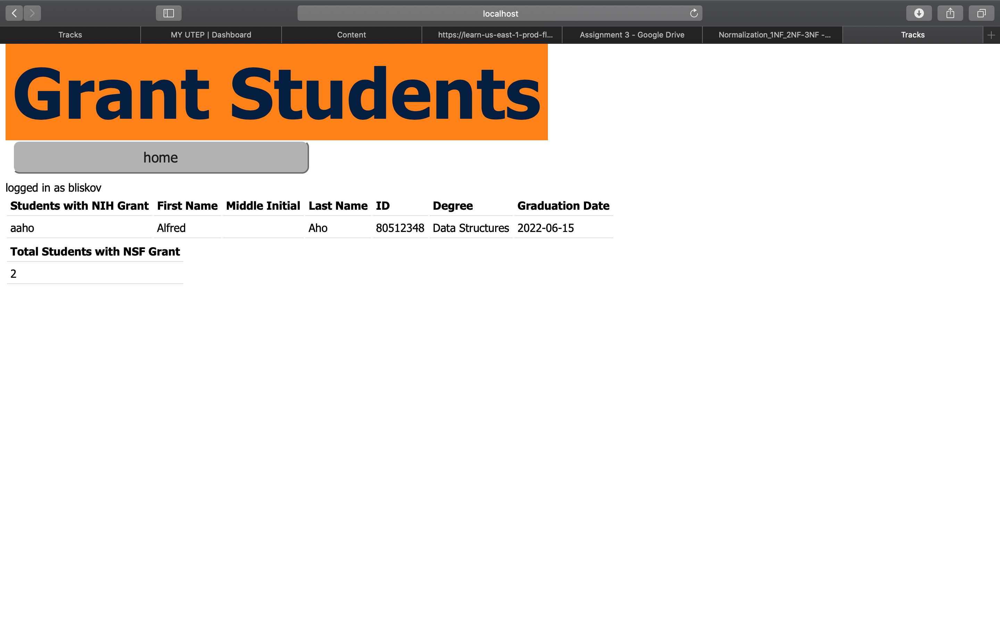 localhost
Tracks MY UTEP | Dashboard Content https://learn-us-east-1-prod-fl... Assignment 3 - Google Drive Normalization_1NF_2NF-3NF -... Tracks
Grant Students
home
logged in as bliskov
Students with NIH Grant First Name Middle Initial Last Name ID Degree Graduation Date
aaho Alfred Aho 80512348 Data Structures 2022-06-15
Total Students with NSF Grant
2